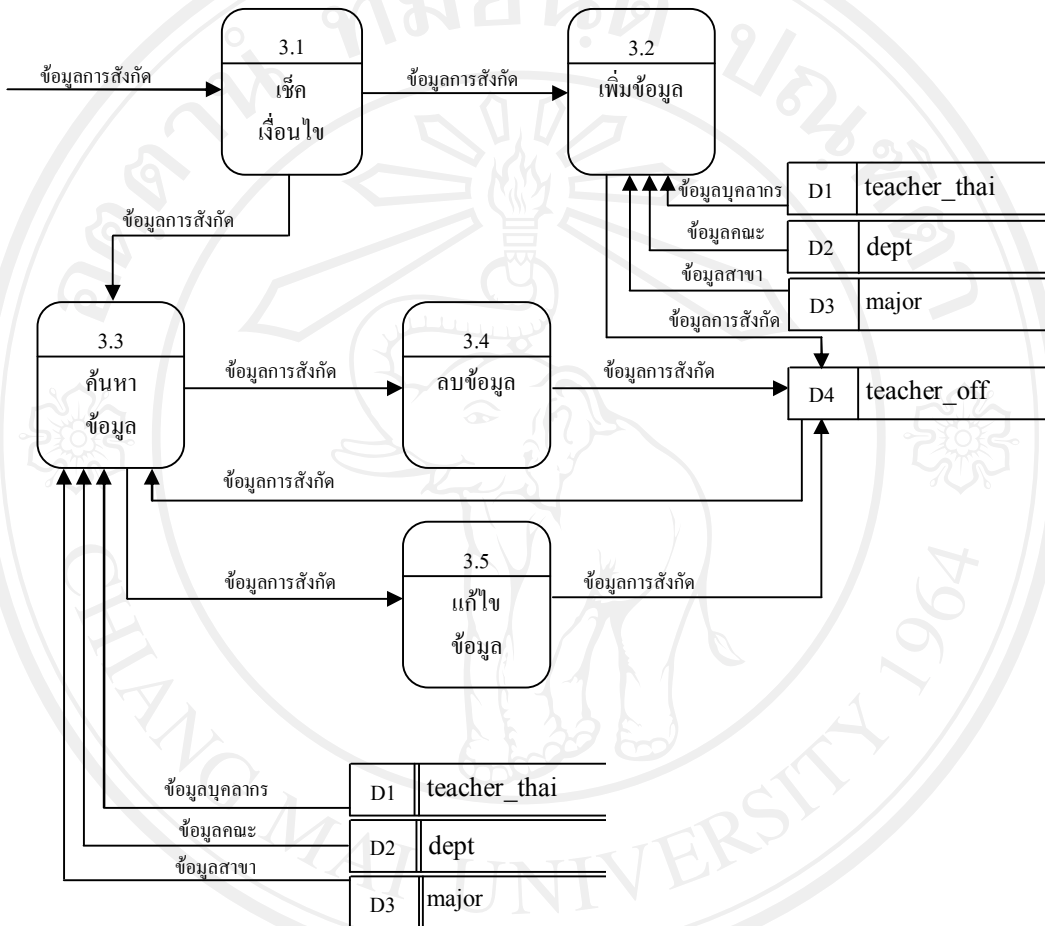 3.1
เช็ค
เงื่อนไข
3.2
เพิ่มข้อมูล
ข้อมูลการสังกัด
ข้อมูลการสังกัด
ข้อมูลการสังกัด
ข้อมูลบุคลากร
D1 teacher_thai
ข้อมูลคณะ
D2 dept
ข้อมูลสาขา
D3 major
ข้อมูลการสังกัด
3.3
ค้นหา
ข้อมูล
ข้อมูลการสังกัด
3.4
ลบข้อมูล
ข้อมูลการสังกัด
D4 teacher_off
ข้อมูลการสังกัด
ข้อมูลการสังกัด
3.5
แก้ไข
ข้อมูล
ข้อมูลการสังกัด
ข้อมูลบุคลากร
D1 teacher_thai
ข้อมูลคณะ
D2 dept
ข้อมูลสาขา
D3 major
CHIANG MAI UNIVERSITY 1964